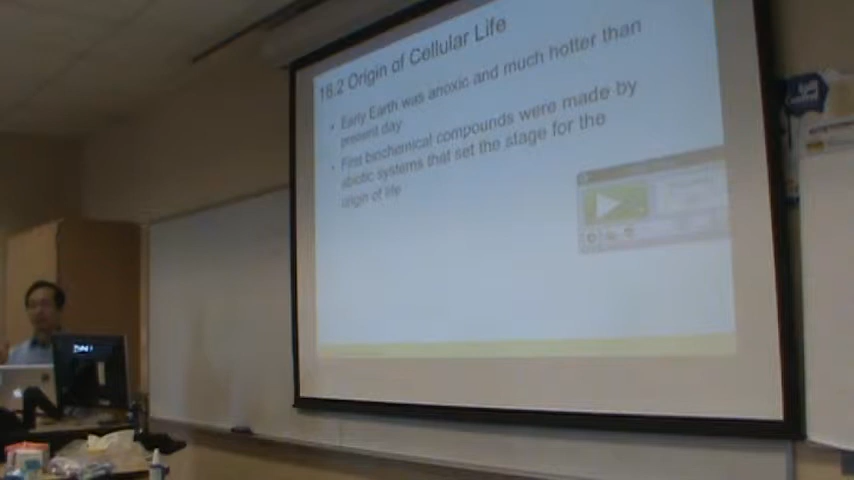 18.2 Origin of Cellular Life
• Early Earth was anoxic and much hotter than
present day
• First biochemical compounds were made by
abiotic systems that set the stage for the
origin of life